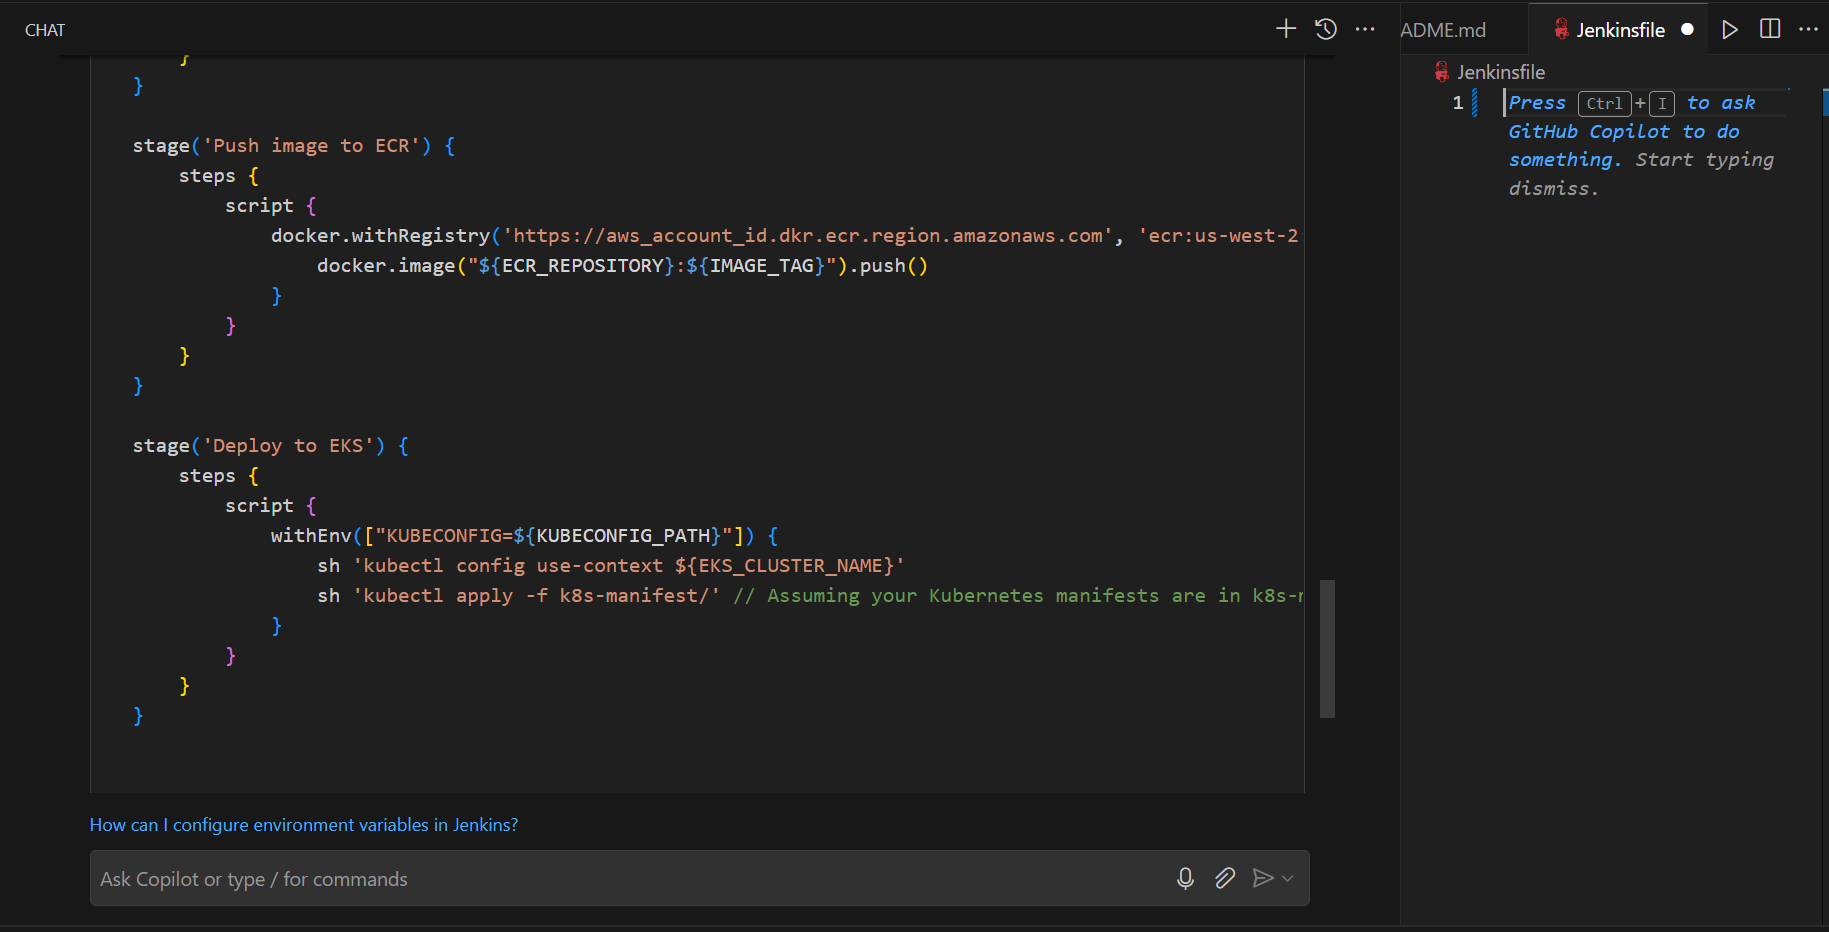 CHAT
}
}
stage('Push image to ECR') {
steps {
script {
docker.withRegistry('https://aws_account_id.dkr.ecr.region.amazonaws.com', 'ecr:us-west-2
docker.image("${ECR_REPOSITORY}:${IMAGE_TAG}").push()
}
}
}
}
stage('Deploy to EKS') {
steps {
script {
withEnv(["KUBECONFIG=${KUBECONFIG_PATH}"]) {
sh 'kubectl config use-context ${EKS_CLUSTER_NAME}'
sh 'kubectl apply -f k8s-manifest/' // Assuming your Kubernetes manifests are in k8s-
}
}
}
}
How can I configure environment variables in Jenkins?
Ask Copilot or type / for commands
ADME.md
Jenkinsfile
Jenkinsfile
1
Press Ctrl+I to ask
GitHub Copilot to do
something. Start typing
dismiss.